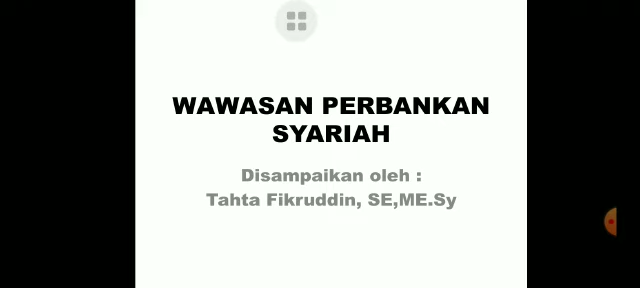 WAWASAN PERBANKAN
SYARIAH
Disampaikan oleh :
Tahta Fikruddin, SE,ME.Sy